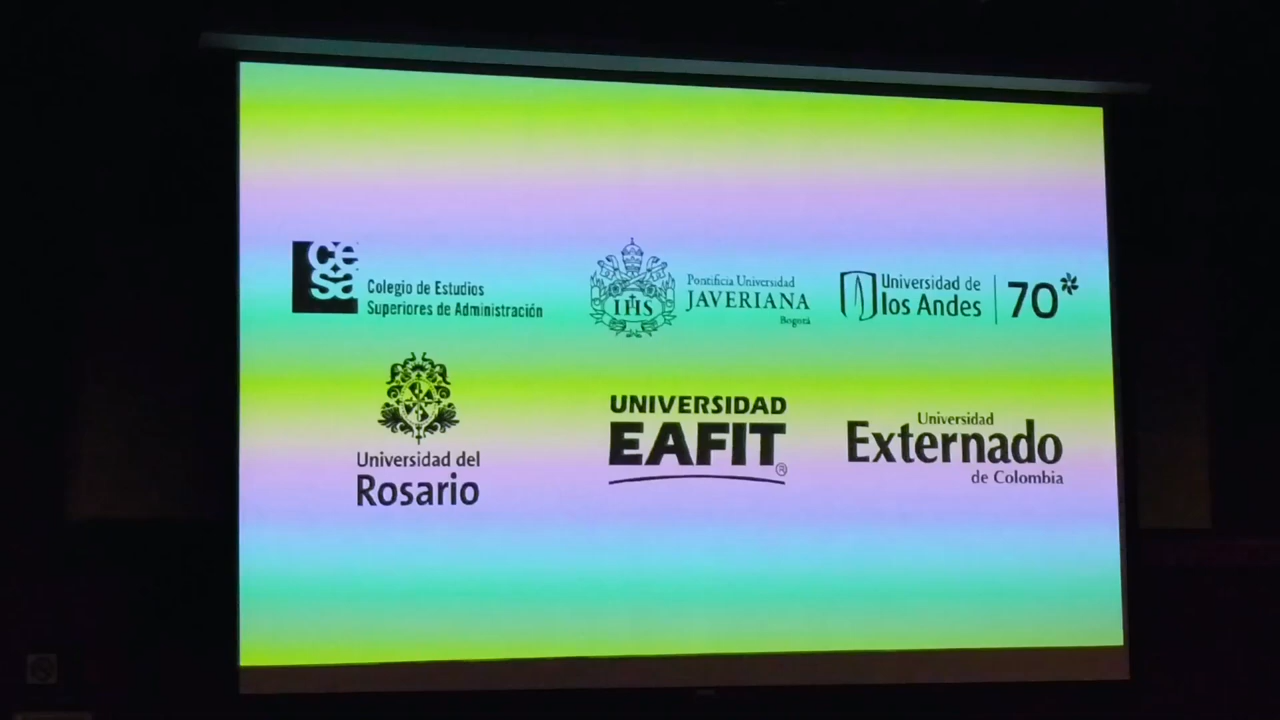 ce
sa
Colegio de Estudios
Superiores de Administración
IHS
Pontificia Universidad
JAVERIANA
Bogotá
Universidad de
los Andes
70
Universidad del
Rosario
UNIVERSIDAD
EAFIT
®
Universidad
Externado
de Colombia